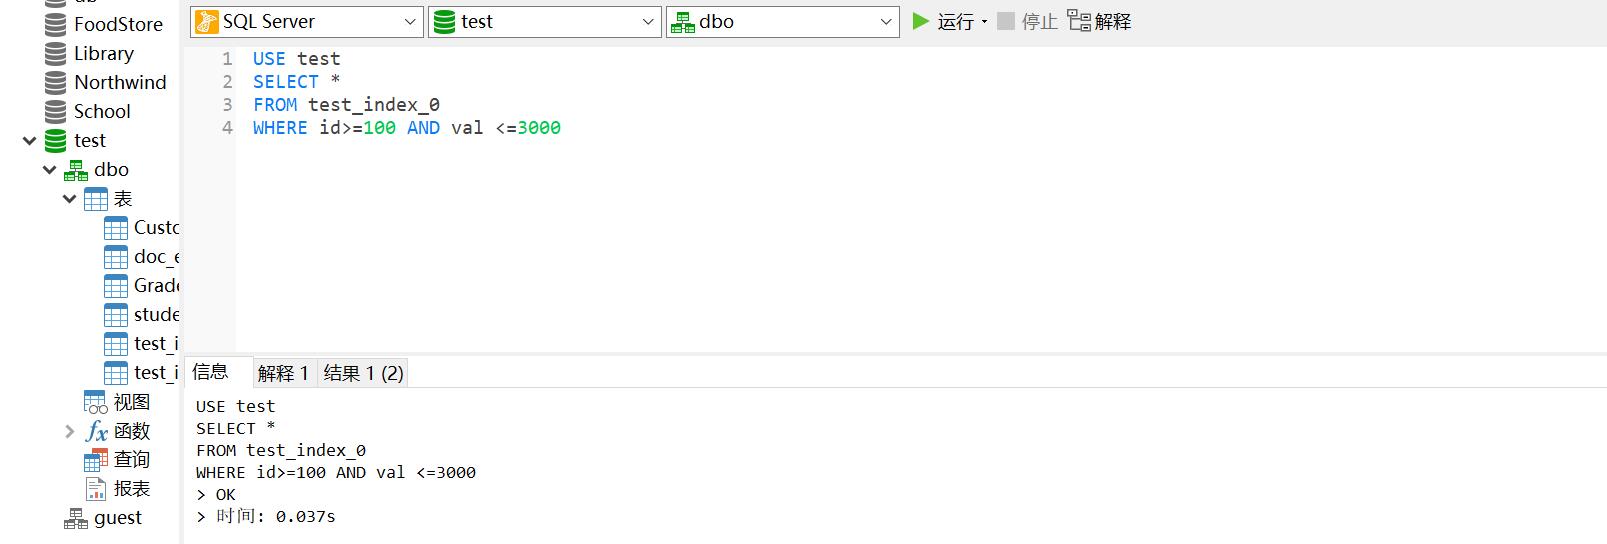 FoodStore
Library
Northwind
School
test
dbo
表
Custo
doc_e
Grade
stude
test_i
test_i
视图
函数
查询
报表
guest
SQL Server test dbo 运行 停止 解释
1 USE test
2 SELECT *
3 FROM test_index_0
4 WHERE id>=100 AND val <=3000
信息 解释 1 结果 1 (2)
USE test
SELECT *
FROM test_index_0
WHERE id>=100 AND val <=3000
> OK
> 时间: 0.037s